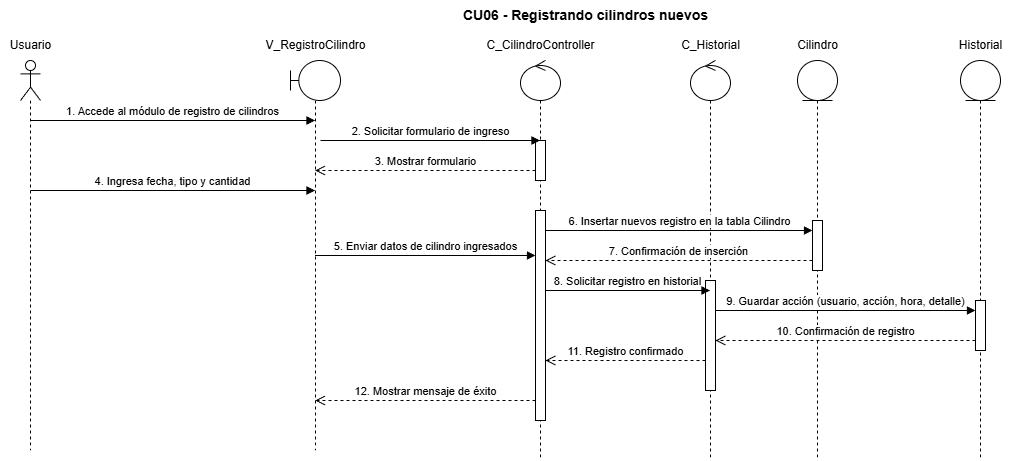 CU06 - Registrando cilindros nuevos
Usuario
V_RegistroCilindro
C_CilindroController
C_Historial
Cilindro
Historial
1. Accede al módulo de registro de cilindros
2. Solicitar formulario de ingreso
3. Mostrar formulario
4. Ingresa fecha, tipo y cantidad
6. Insertar nuevos registro en la tabla Cilindro
5. Enviar datos de cilindro ingresados
7. Confirmación de inserción
8. Solicitar registro en historial
9. Guardar acción (usuario, acción, hora, detalle)
10. Confirmación de registro
11. Registro confirmado
12. Mostrar mensaje de éxito